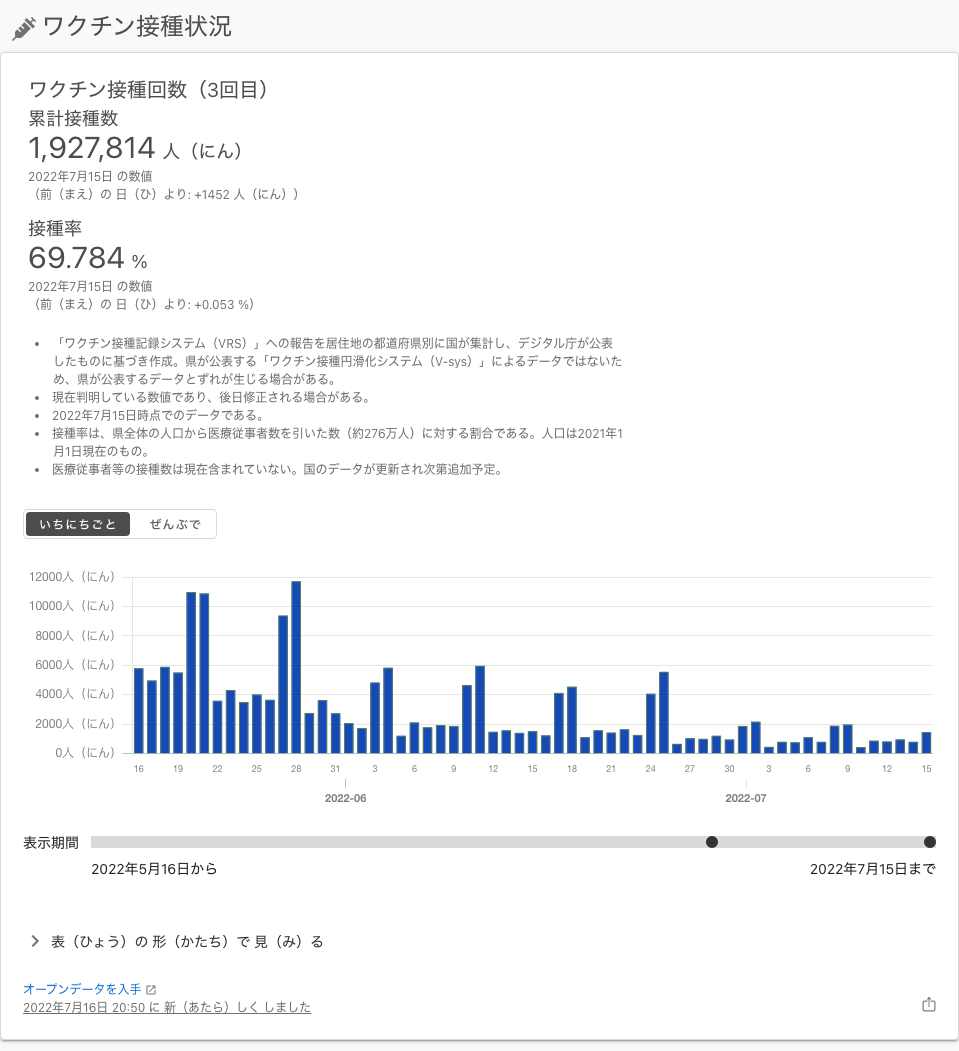 ワクチン接種状況
ワクチン接種回数（3回目）
累計接種数
1,927,814 人（にん）
2022年7月15日 の数値
（前（まえ）の 日（ひ）より: +1452 人（にん））
接種率
69.784 %
2022年7月15日 の数値
（前（まえ）の 日（ひ）より: +0.053 %）
• 「ワクチン接種記録システム（VRS）」への報告を居住地の都道府県別に国が集計し、デジタル庁が公表
したものに基づき作成。県が公表する「ワクチン接種円滑化システム（V-sys）」によるデータではないた
め、県が公表するデータとずれが生じる場合がある。
• 現在判明している数値であり、後日修正される場合がある。
• 2022年7月15日時点でのデータである。
• 接種率は、県全体の人口から医療従事者数を引いた数（約276万人）に対する割合である。人口は2021年1
月1日現在のもの。
• 医療従事者等の接種数は現在含まれていない。国のデータが更新され次第追加予定。
いちにちごと ぜんぶで
12000人（にん）
10000人（にん）
8000人（にん）
6000人（にん）
4000人（にん）
2000人（にん）
0人（にん）
16 19 22 25 28 31 3 6 9 12 15 18 21 24 27 30 3 6 9 12 15
2022-06 2022-07
表示期間
2022年5月16日から 2022年7月15日まで
表（ひょう）の 形（かたち）で 見（み）る
オープンデータを入手
2022年7月16日 20:50 に 新（あたら）しく しました